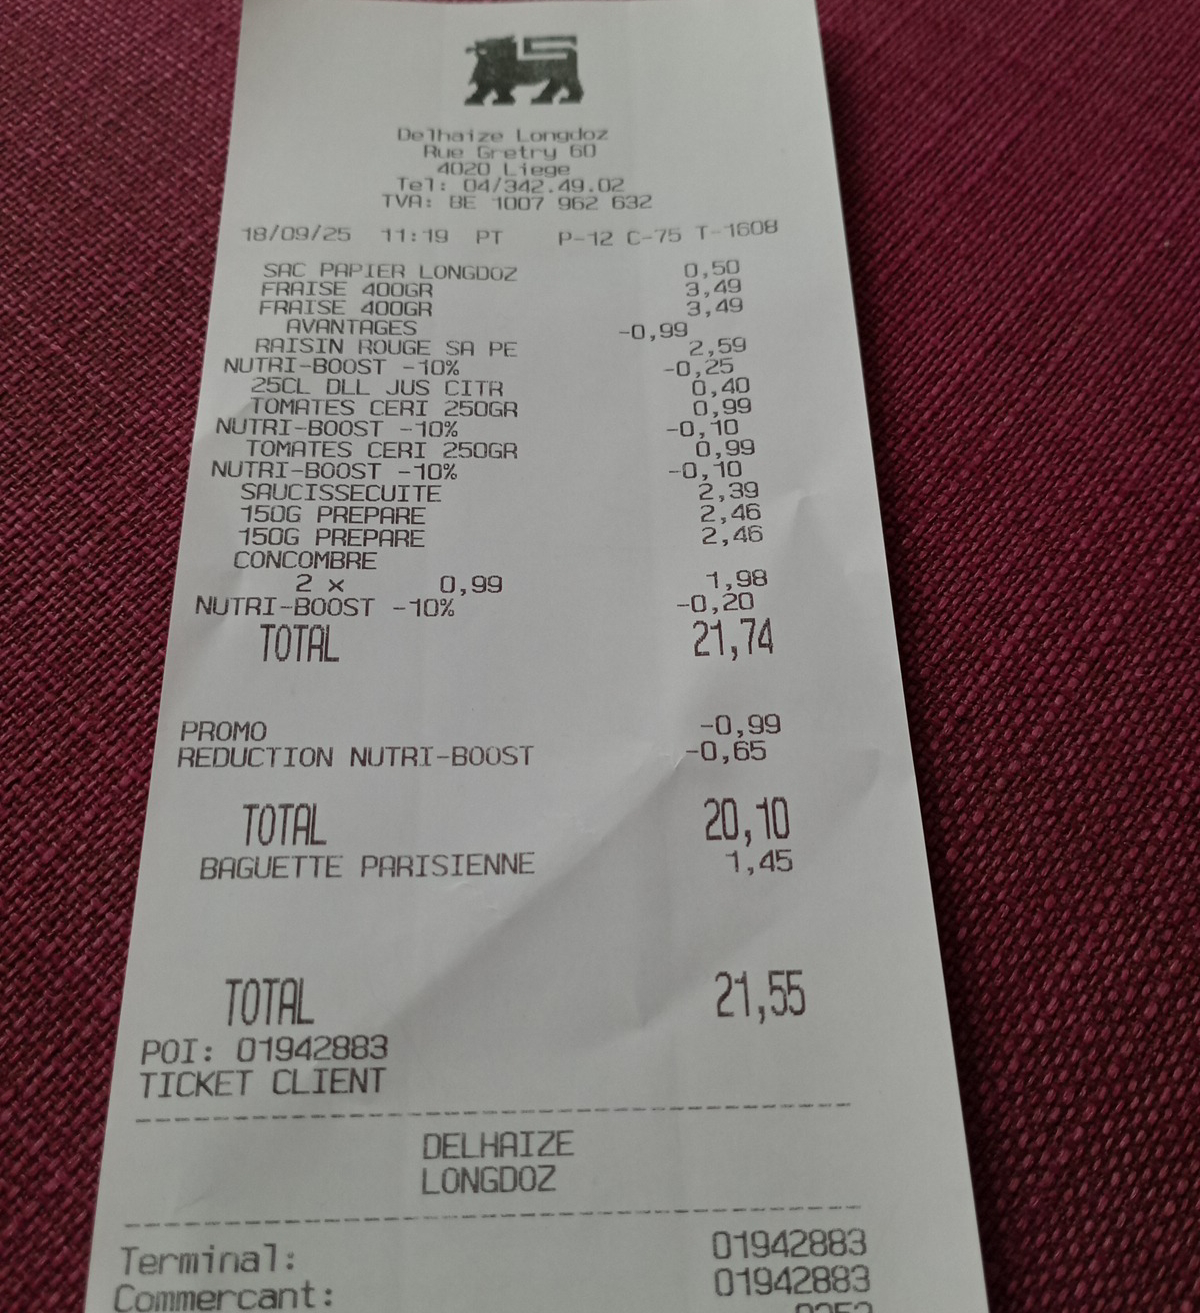 Delhaize Longdoz
Rue Gretry 60
4020 Liege
Tel: 04/342.49.02
TVA: BE 1007 962 632
18/09/25 11:19 PT P-12 C-75 T-1608
SAC PAPIER LONGDOZ 0,50
FRAISE 400GR 3,49
FRAISE 400GR 3,49
AVANTAGES -0,99
RAISIN ROUGE SA PE 2,59
NUTRI-BOOST -10% -0,25
25CL DLL JUS CITR 0,40
TOMATES CERI 250GR 0,99
NUTRI-BOOST -10% -0,10
TOMATES CERI 250GR 0,99
NUTRI-BOOST -10% -0,10
SAUCISSECUITE 2,39
150G PREPARE 2,46
150G PREPARE 2,46
CONCOMBRE
2 x 0,99 1,98
NUTRI-BOOST -10% -0,20
TOTAL 21,74
PROMO -0,99
REDUCTION NUTRI-BOOST -0,65
TOTAL 20,10
BAGUETTE PARISIENNE 1,45
TOTAL 21,55
POI: 01942883
TICKET CLIENT
DELHAIZE
LONGDOZ
Terminal: 01942883
Commercant: 01942883